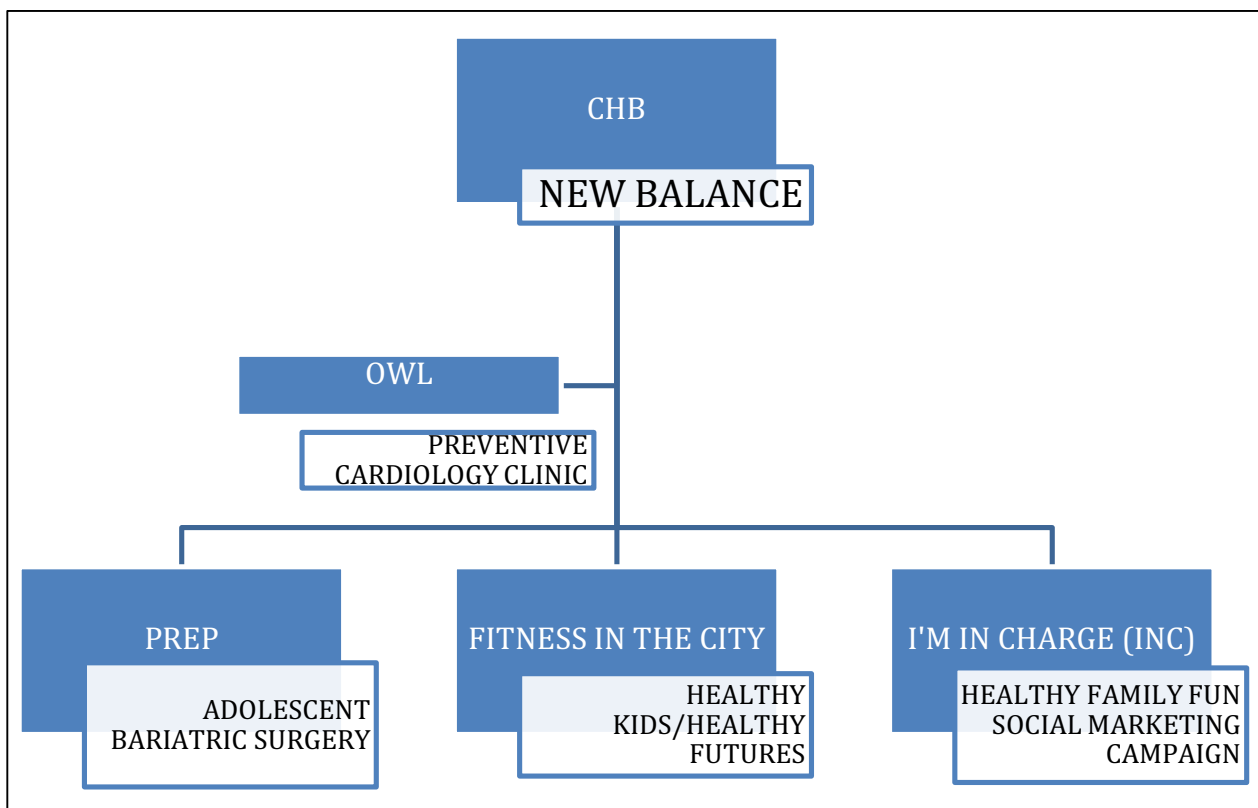 CHB
NEW BALANCE
OWL
PREVENTIVE
CARDIOLOGY CLINIC
PREP
ADOLESCENT
BARIATRIC SURGERY
FITNESS IN THE CITY
HEALTHY
KIDS/HEALTHY
FUTURES
I'M IN CHARGE (INC)
HEALTHY FAMILY FUN
SOCIAL MARKETING
CAMPAIGN